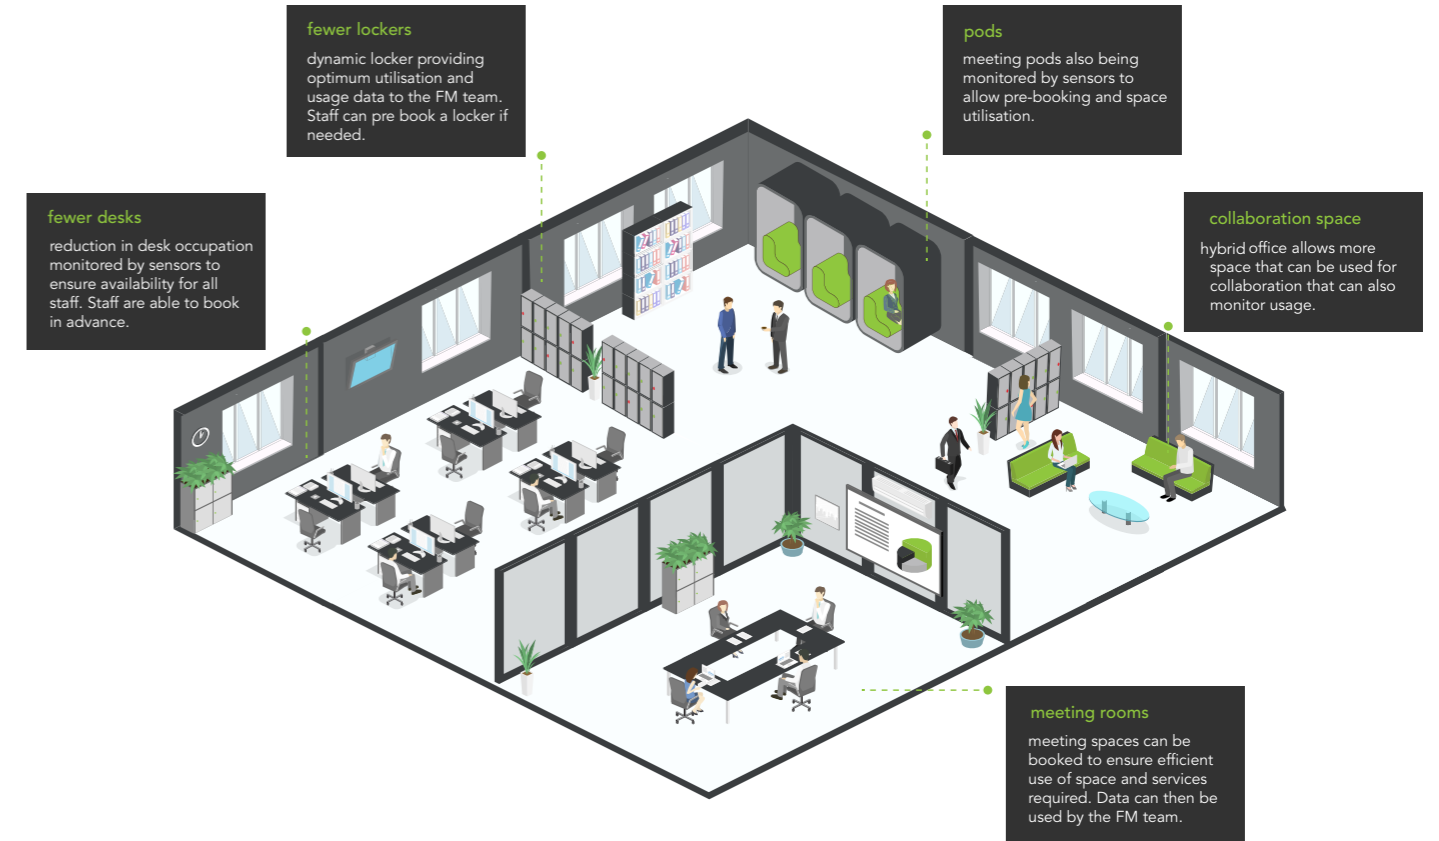 fewer lockers
dynamic locker providing
optimum utilisation and
usage data to the FM team.
Staff can pre book a locker if
needed.
pods
meeting pods also being
monitored by sensors to
allow pre-booking and space
utilisation.
fewer desks
reduction in desk occupation
monitored by sensors to
ensure availability for all
staff. Staff are able to book
in advance.
collaboration space
hybrid office allows more
space that can be used for
collaboration that can also
monitor usage.
meeting rooms
meeting spaces can be
booked to ensure efficient
use of space and services
required. Data can then be
used by the FM team.